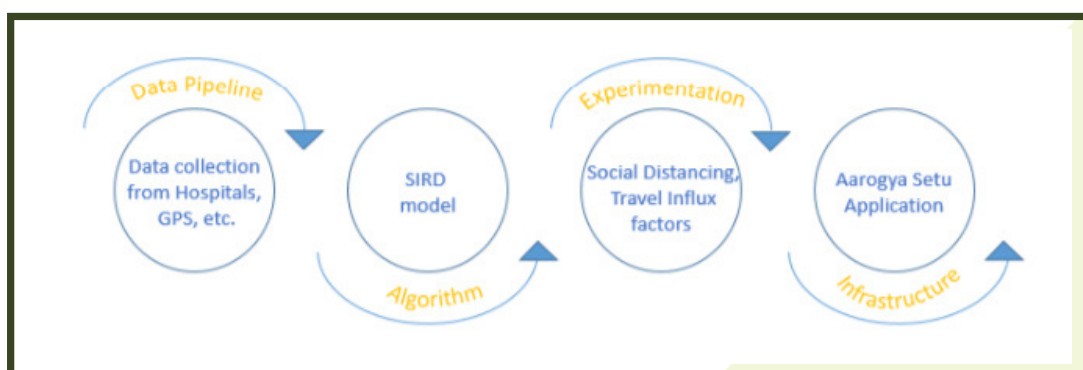 Data Pipeline
Data collection
from Hospitals,
GPS, etc.
SIRD
model
Algorithm
Experimentation
Social Distancing,
Travel Influx
factors
Aarogya Setu
Application
Infrastructure